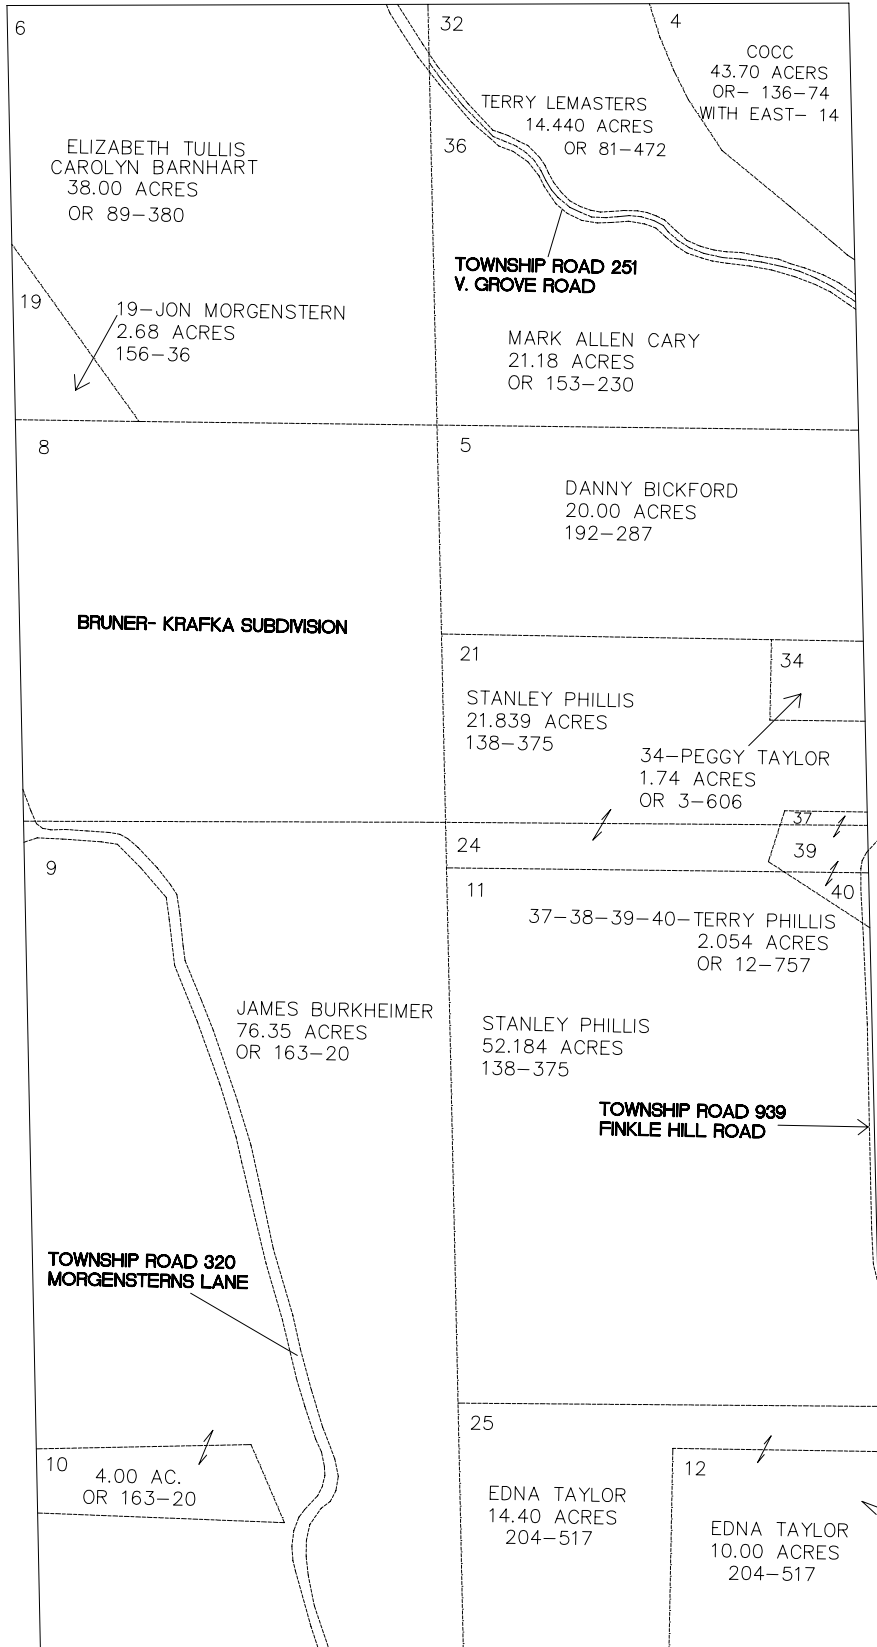 6
32
4
COCC
43.70 ACERS
OR- 136-74
WITH EAST- 14
TERRY LEMASTERS
14.440 ACRES
OR 81-472
36
ELIZABETH TULLIS
CAROLYN BARNHART
38.00 ACRES
OR 89-380
TOWNSHIP ROAD 251
V. GROVE ROAD
19
19-JON MORGENSTERN
2.68 ACRES
156-36
MARK ALLEN CARY
21.18 ACRES
OR 153-230
8
5
DANNY BICKFORD
20.00 ACRES
192-287
BRUNER- KRAFKA SUBDIVISION
21
34
STANLEY PHILLIS
21.839 ACRES
138-375
34-PEGGY TAYLOR
1.74 ACRES
OR 3-606
37
24
39
9
11
40
37-38-39-40-TERRY PHILLIS
2.054 ACRES
OR 12-757
JAMES BURKHEIMER
76.35 ACRES
OR 163-20
STANLEY PHILLIS
52.184 ACRES
138-375
TOWNSHIP ROAD 939
FINKLE HILL ROAD
TOWNSHIP ROAD 320
MORGENSTERNS LANE
25
10
4.00 AC.
OR 163-20
12
EDNA TAYLOR
14.40 ACRES
204-517
EDNA TAYLOR
10.00 ACRES
204-517